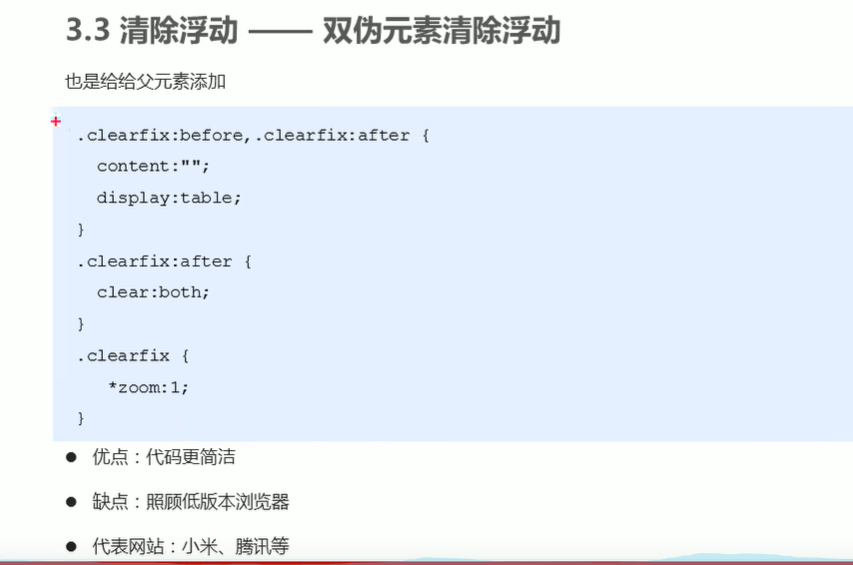 3.3 清除浮动 —— 双伪元素清除浮动
也是给给父元素添加
.clearfix:before,.clearfix:after {
content:"";
display:table;
}
.clearfix:after {
clear:both;
}
.clearfix {
*zoom:1;
}
● 优点：代码更简洁
● 缺点：照顾低版本浏览器
● 代表网站：小米、腾讯等